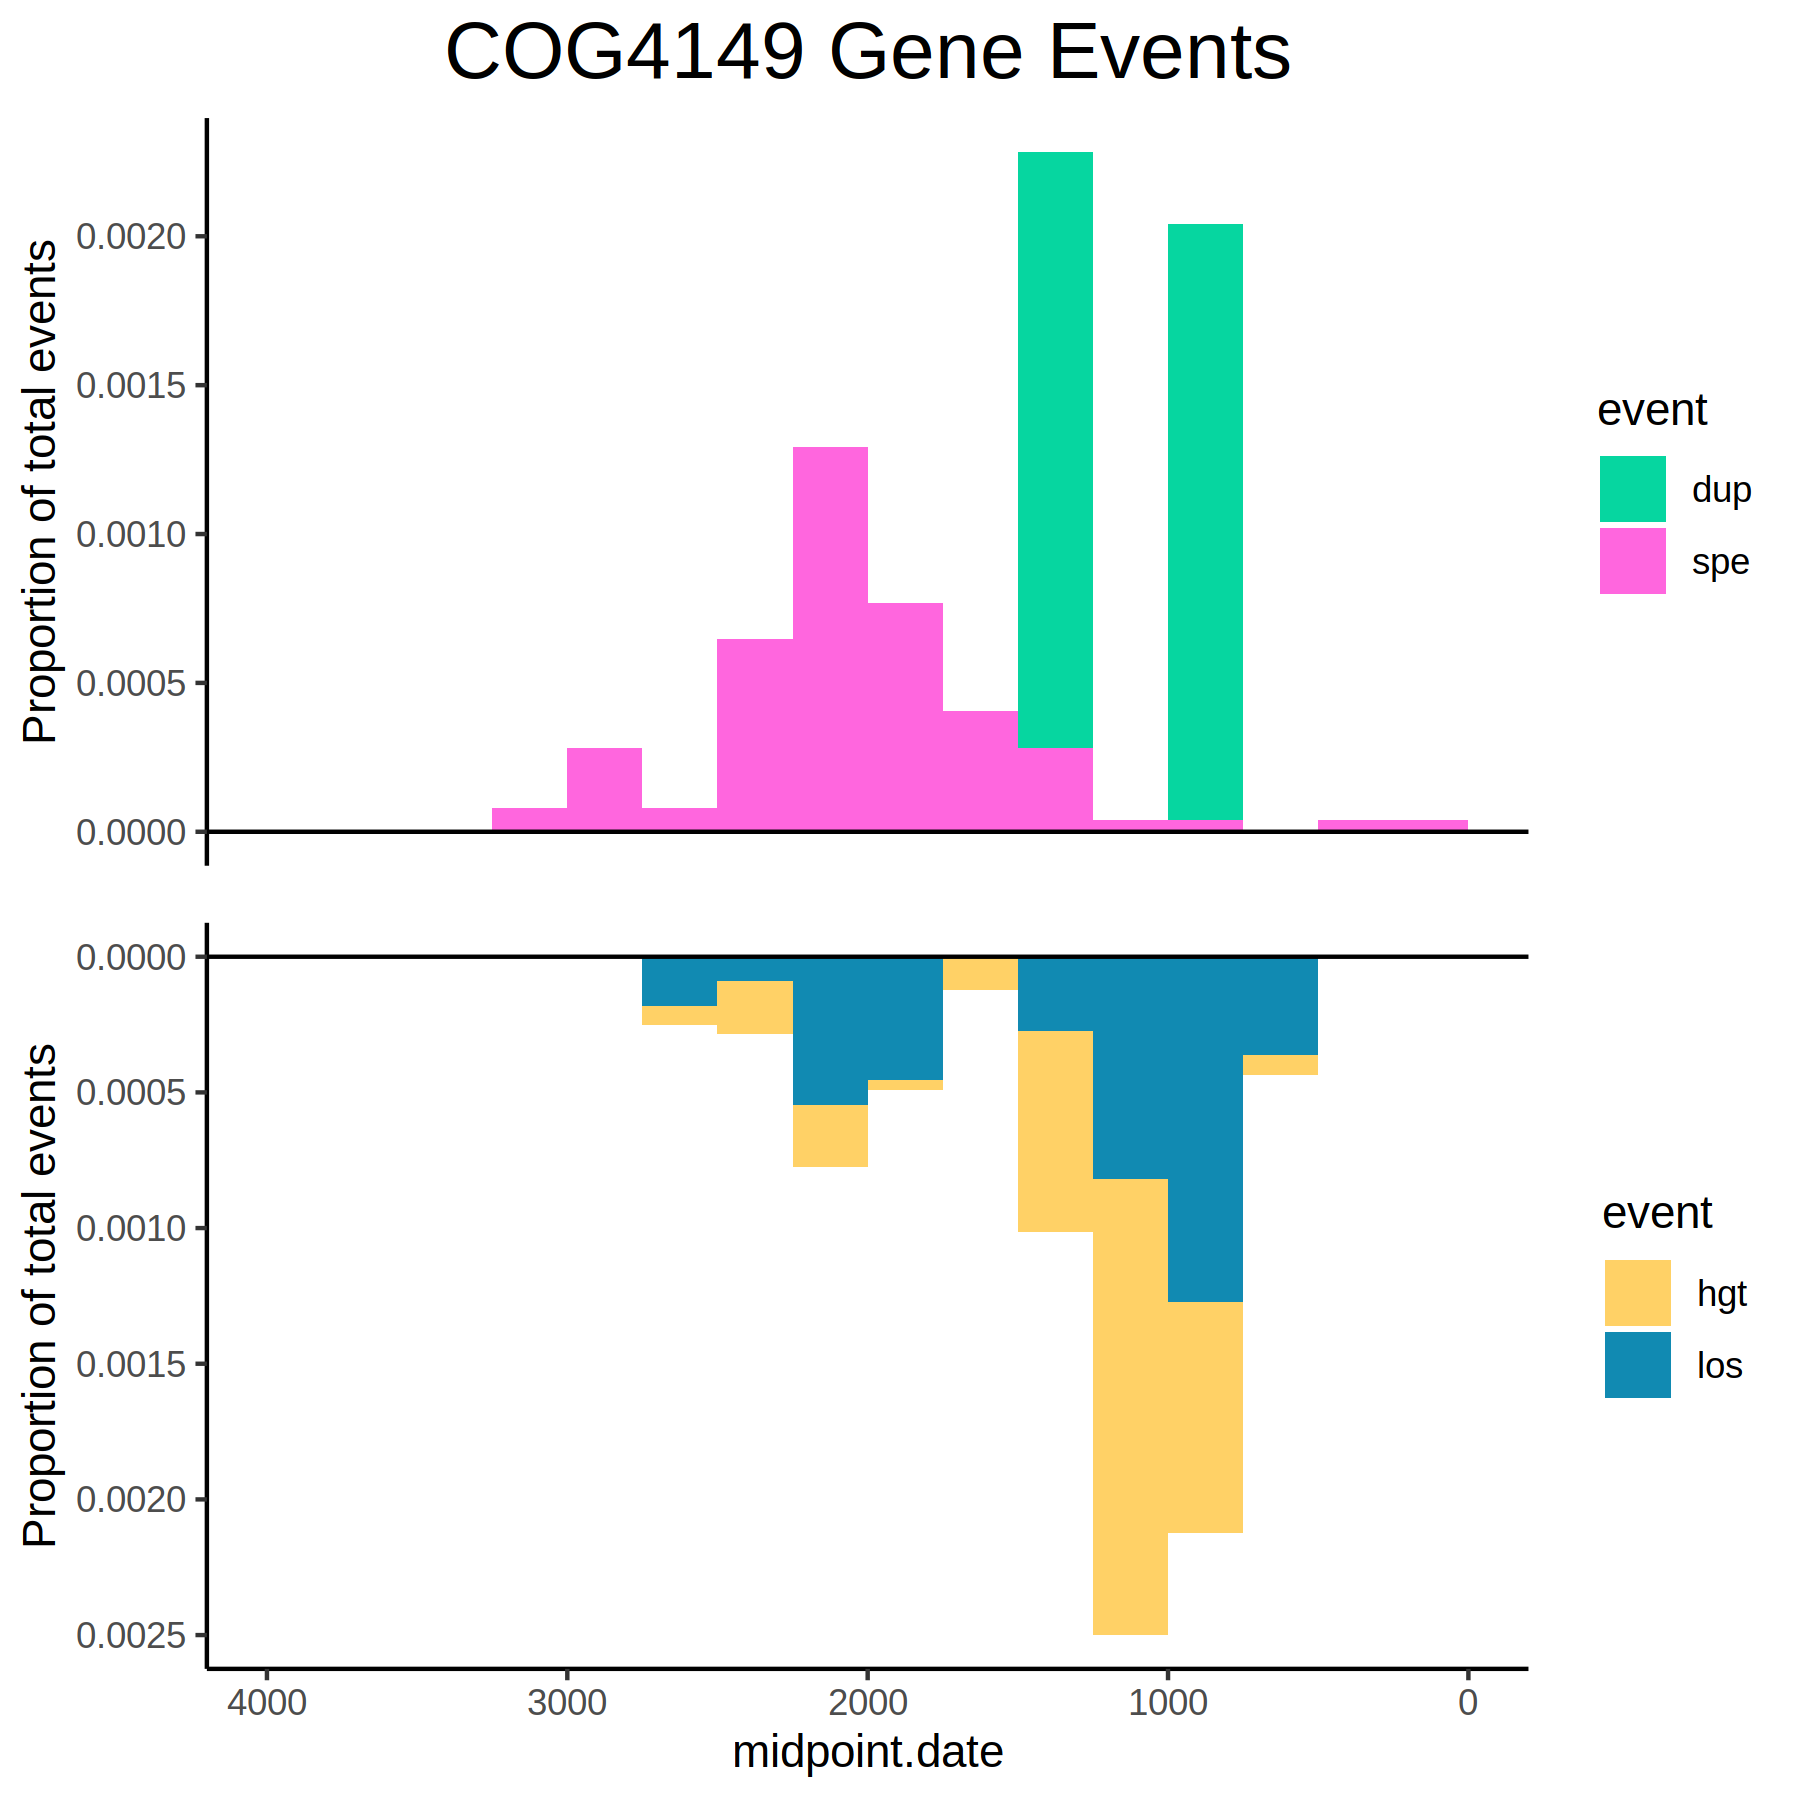 COG4149 Gene Events
Proportion of total events
0.0020
0.0015
0.0010
0.0005
0.0000
event
dup
spe
Proportion of total events
0.0000
0.0005
0.0010
0.0015
0.0020
0.0025
event
hgt
los
4000 3000 2000 1000 0
midpoint.date